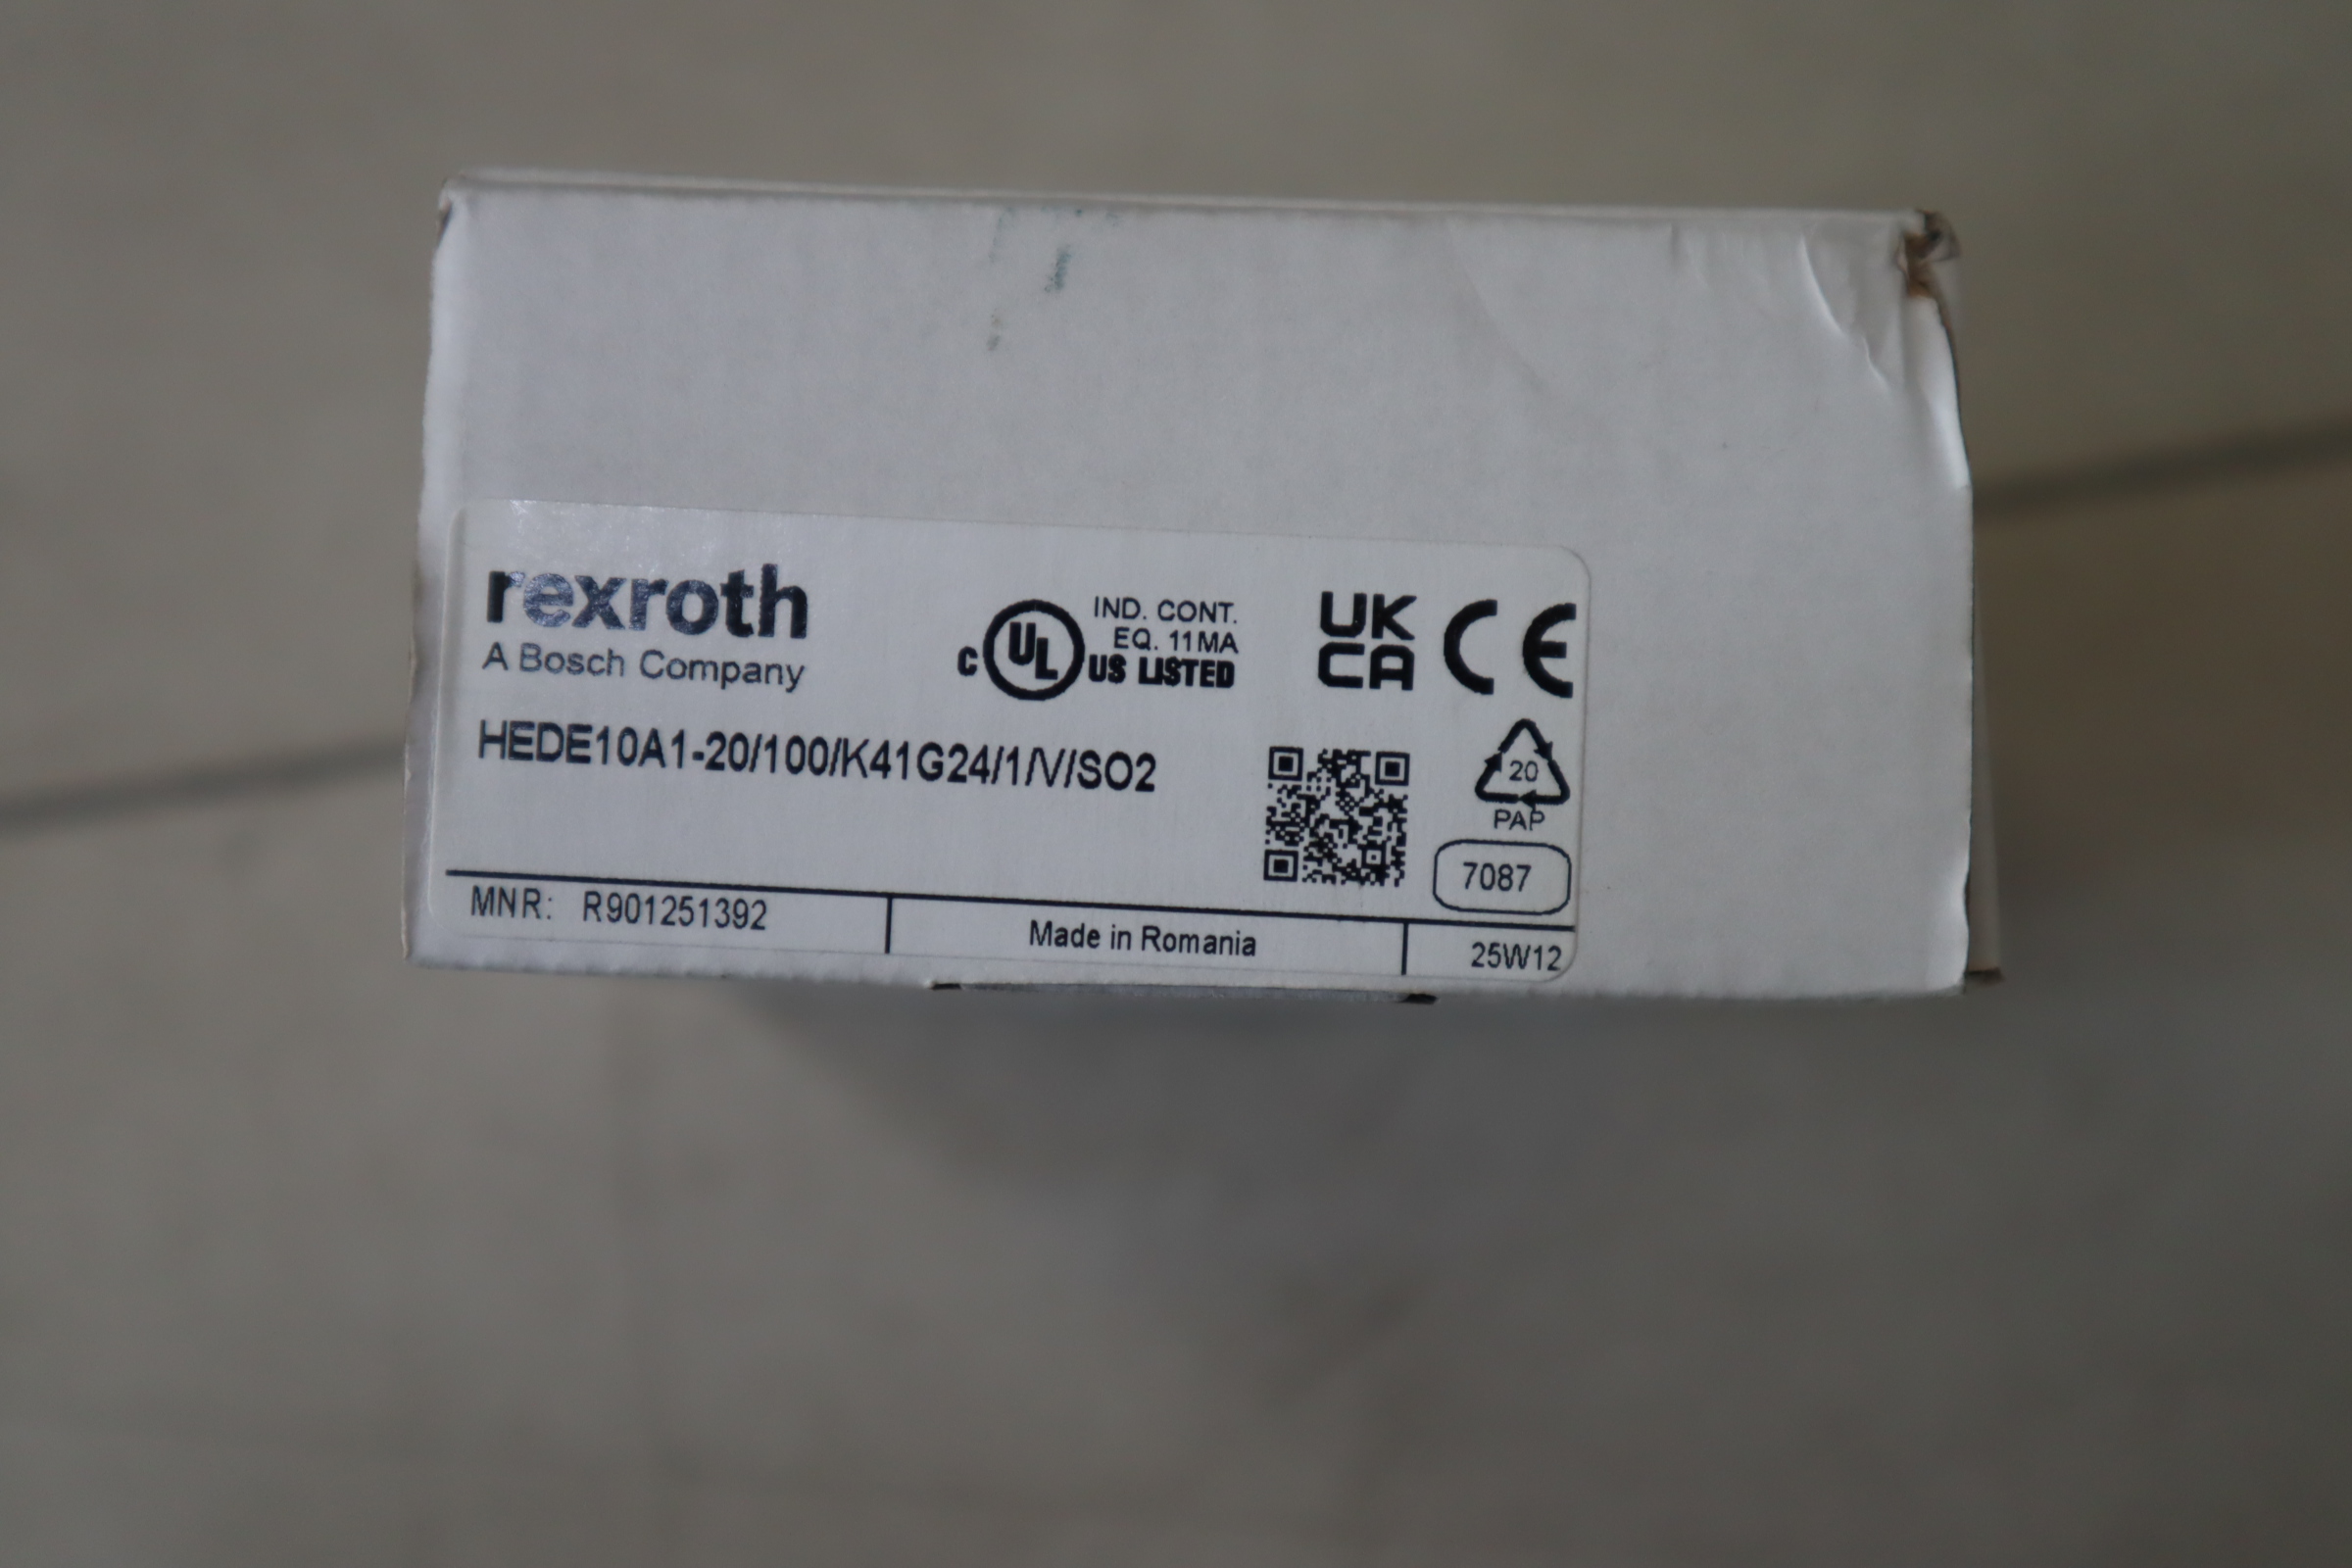 rexroth
A Bosch Company
C UL US LISTED
IND. CONT.
EQ. 11MA
UK
CA
CE
HEDE10A1-20/100/K41G24/1/V/SO2
20
PAP
7087
MNR: R901251392
Made in Romania
25W12